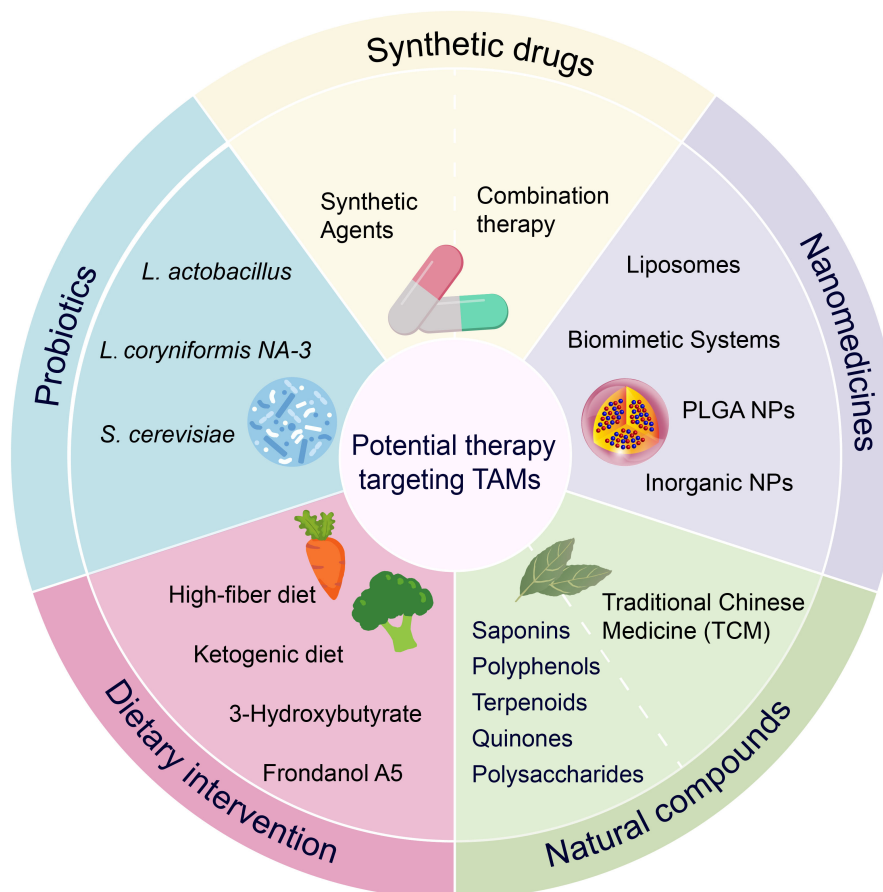 Synthetic drugs
Synthetic
Agents
Combination
therapy
Nanomedicines
Liposomes
Biomimetic Systems
PLGA NPs
Inorganic NPs
Natural compounds
Traditional Chinese
Medicine (TCM)
Saponins
Polyphenols
Terpenoids
Quinones
Polysaccharides
Dietary intervention
High-fiber diet
Ketogenic diet
3-Hydroxybutyrate
Frondanol A5
Probiotics
L. actobacillus
L. coryniformis NA-3
S. cerevisiae
Potential therapy
targeting TAMs